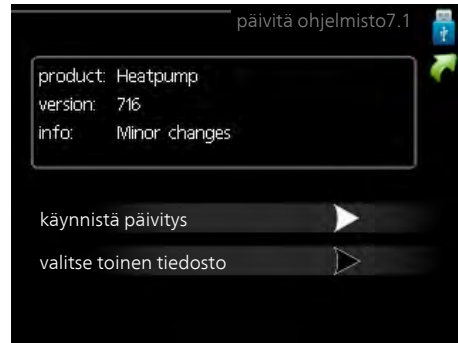 päivitä ohjelmisto7.1
product: Heatpump
version: 716
info: Minor changes
käynnistä päivitys
valitse toinen tiedosto